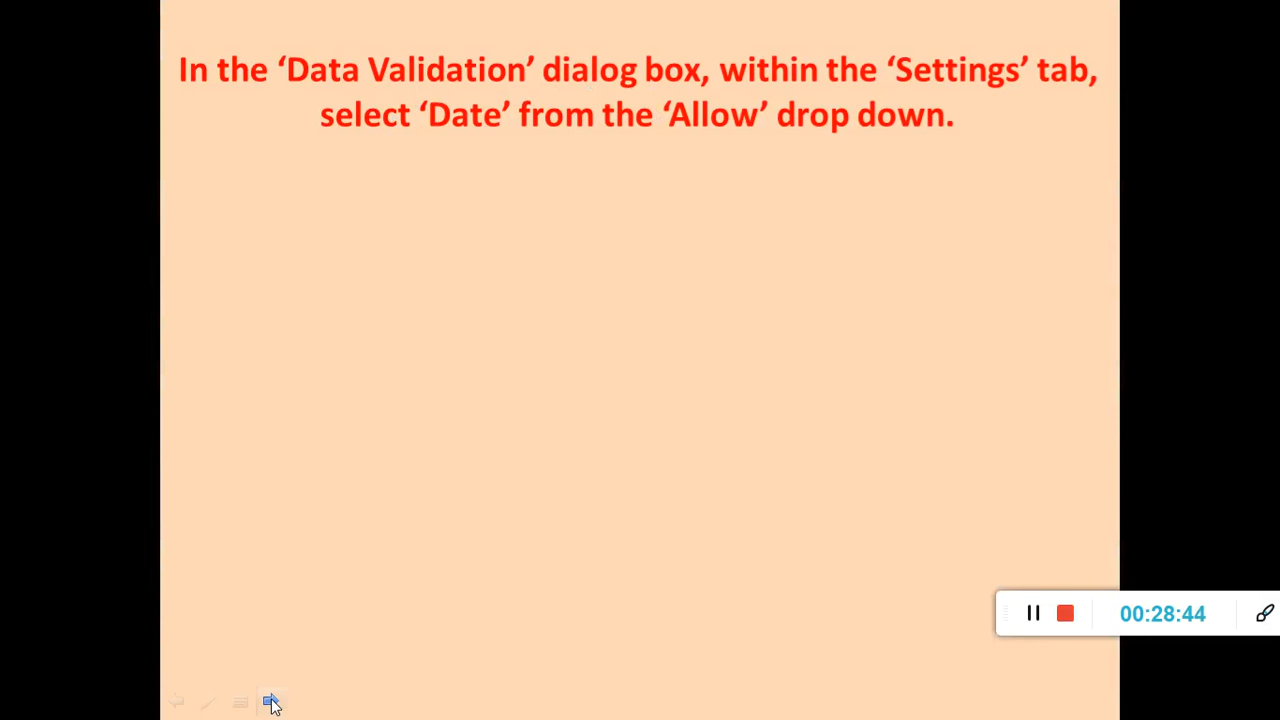 In the ‘Data Validation’ dialog box, within the ‘Settings’ tab,
select ‘Date’ from the ‘Allow’ drop down.
00:28:44